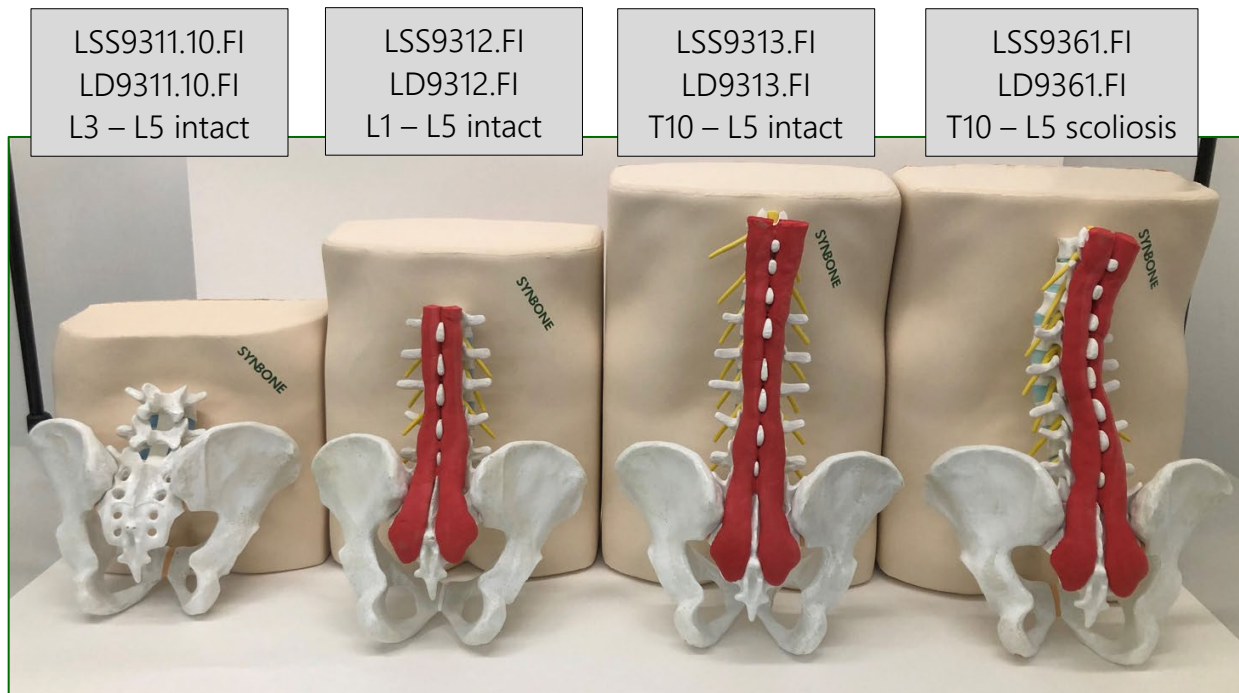 LSS9311.10.FI
LD9311.10.FI
L3 – L5 intact
LSS9312.FI
LD9312.FI
L1 – L5 intact
LSS9313.FI
LD9313.FI
T10 – L5 intact
LSS9361.FI
LD9361.FI
T10 – L5 scoliosis
SYNBONE
SYNBONE
SYNBONE
SYNBONE